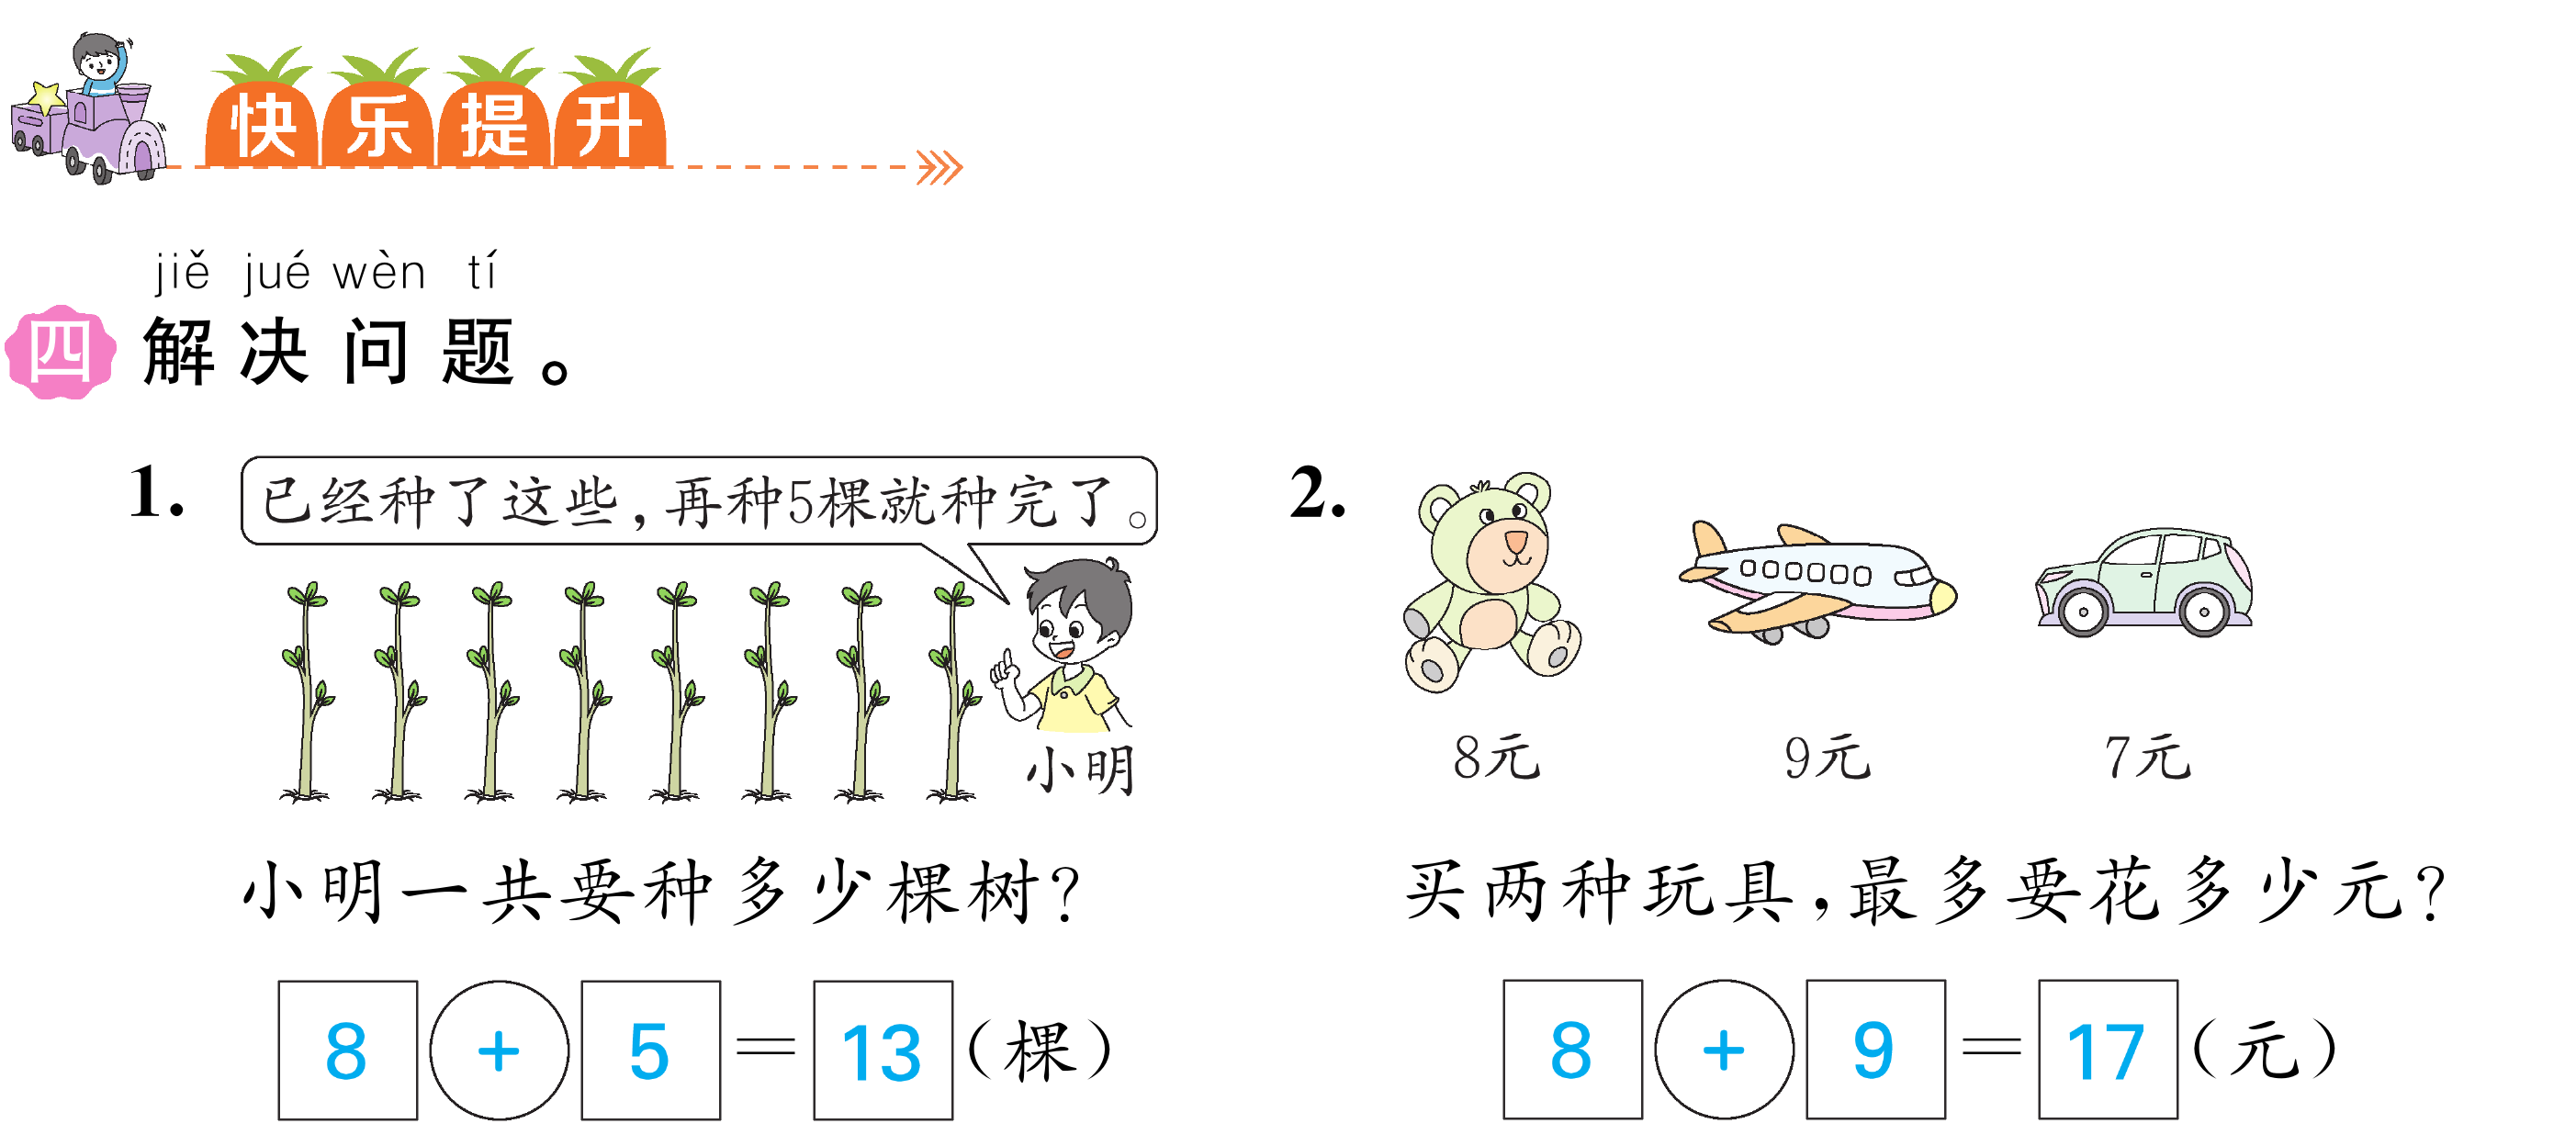 快乐提升
jiě jué wèn tí
四 解决问题。
1. 已经种了这些,再种5棵就种完了。
小明
小明一共要种多少棵树?
8 + 5 = 13 (棵)
2.
8元 9元 7元
买两种玩具,最多要花多少元?
8 + 9 = 17 (元)